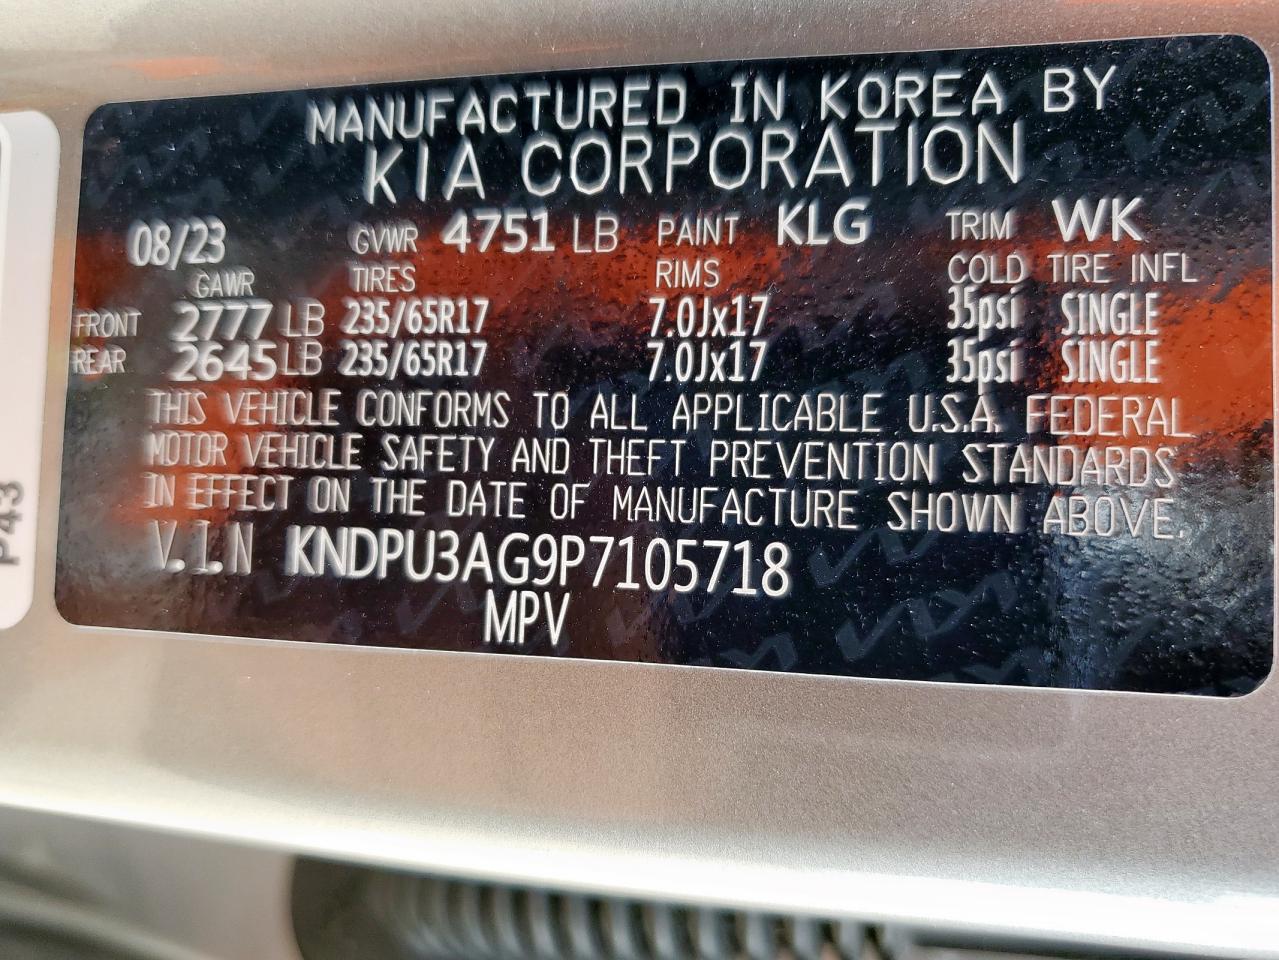 MANUFACTURED IN KOREA BY
KIA CORPORATION
08/23 GVWR 4751 LB PAINT KLG TRIM WK
GAWR TIRES RIMS COLD TIRE INFL
FRONT 2777 LB 235/65R17 7.0Jx17 35psi SINGLE
REAR 2645 LB 235/65R17 7.0Jx17 35psi SINGLE
THIS VEHICLE CONFORMS TO ALL APPLICABLE U.S.A. FEDERAL
MOTOR VEHICLE SAFETY AND THEFT PREVENTION STANDARDS
IN EFFECT ON THE DATE OF MANUFACTURE SHOWN ABOVE.
V.I.N KNDPU3AG9P7105718
MPV
P43